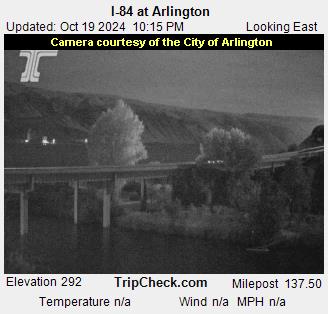 I-84 at Arlington
Updated: Oct 19 2024 10:15 PM Looking East
Camera courtesy of the City of Arlington
Elevation 292 TripCheck.com Milepost 137.50
Temperature n/a Wind n/a MPH n/a